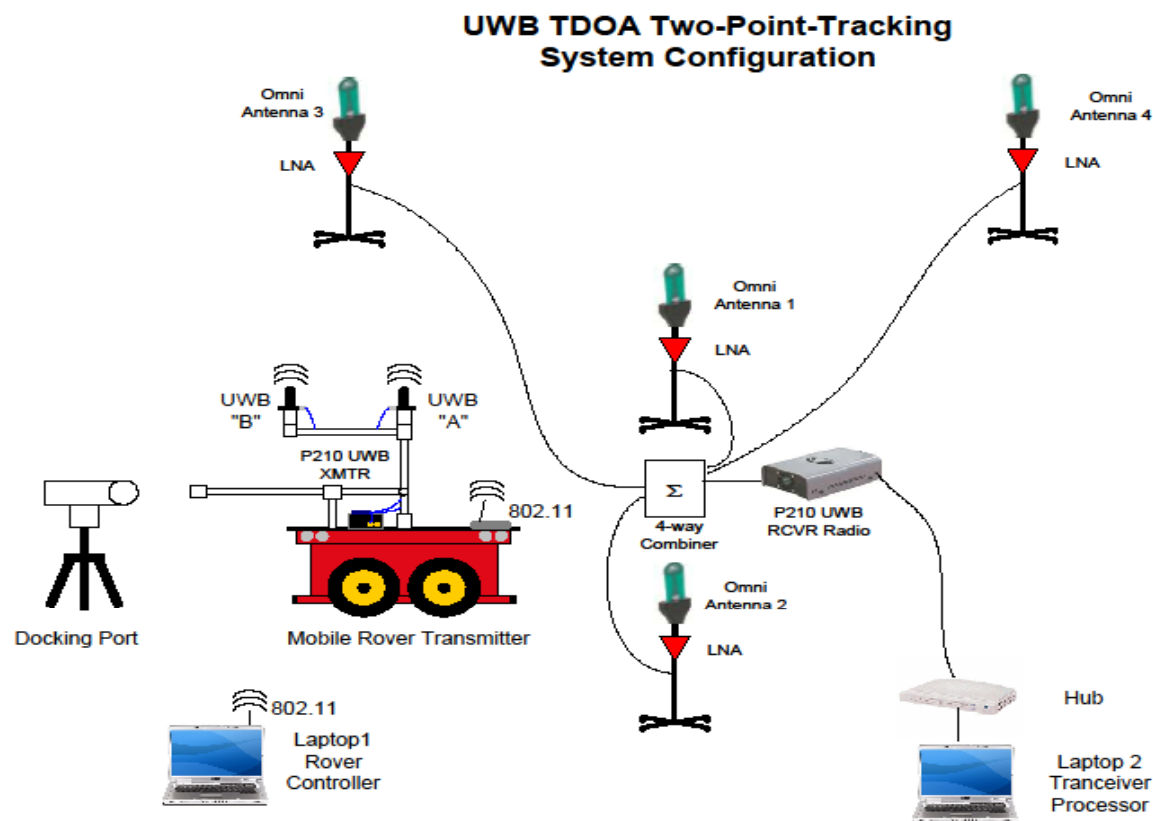 UWB TDOA Two-Point-Tracking
System Configuration
Omni
Antenna 3
LNA
Omni
Antenna 4
LNA
Omni
Antenna 1
LNA
UWB
"B"
UWB
"A"
P210 UWB
XMTR
802.11
Σ
4-way
Combiner
P210 UWB
RCVR Radio
Docking Port
Mobile Rover Transmitter
Omni
Antenna 2
LNA
802.11
Laptop1
Rover
Controller
Hub
Laptop 2
Tranceiver
Processor